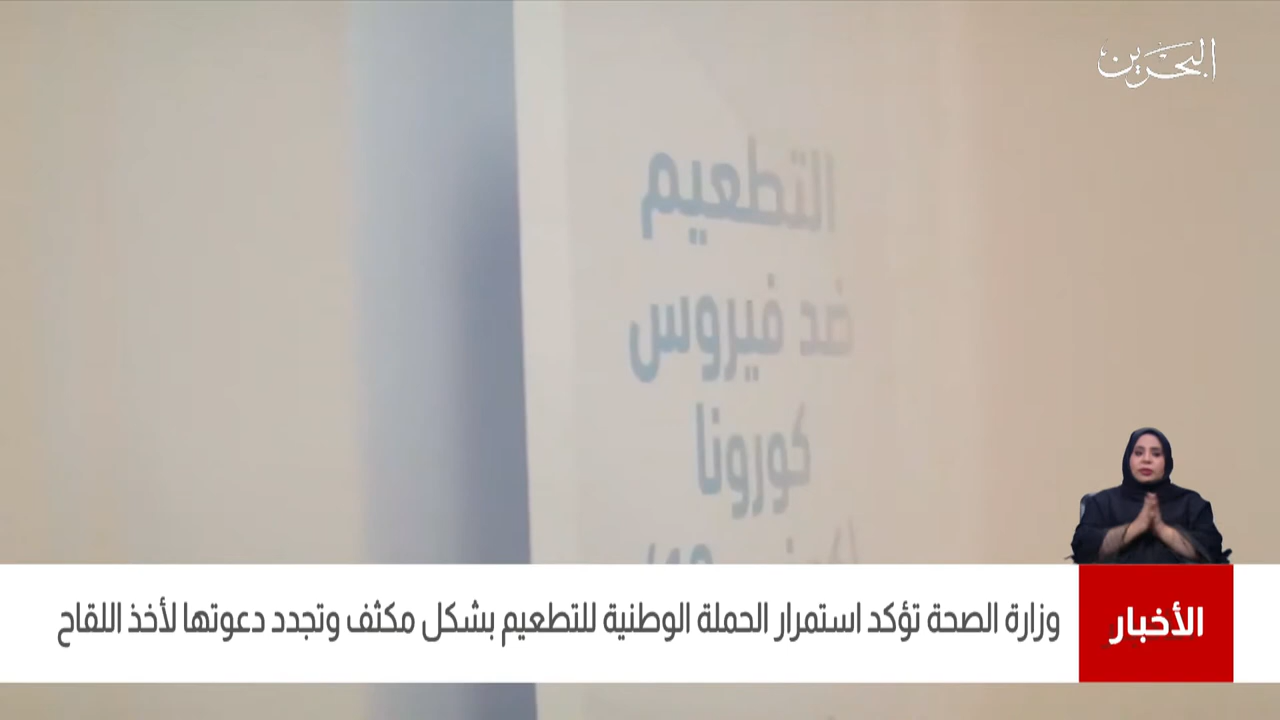 البحرين
التطعيم
ضد فيروس
كورونا
الأخبار
وزارة الصحة تؤكد استمرار الحملة الوطنية للتطعيم بشكل مكثف وتجدد دعوتها لأخذ اللقاح